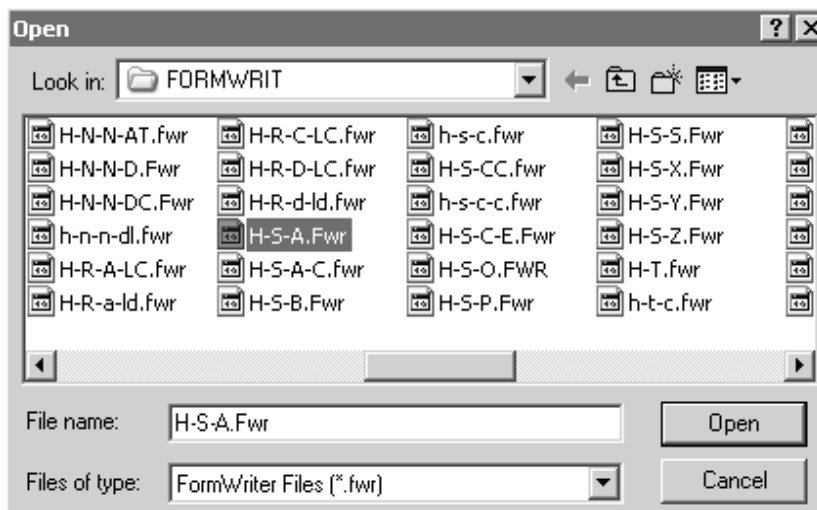 Open
Look in: FORMWRIT
H-N-N-AT.fwr H-R-C-LC.fwr h-s-c.fwr H-S-S.Fwr
H-N-N-D.Fwr H-R-D-LC.fwr H-S-CC.fwr H-S-X.Fwr
H-N-N-DC.Fwr H-R-d-ld.fwr h-s-c-c.fwr H-S-Y.Fwr
h-n-n-dl.fwr H-S-A.Fwr H-S-C-E.Fwr H-S-Z.Fwr
H-R-A-LC.fwr H-S-A-C.fwr H-S-O.FWR H-T.fwr
H-R-a-ld.fwr H-S-B.Fwr H-S-P.Fwr h-t-c.fwr
File name: H-S-A.Fwr Open
Files of type: FormWriter Files (*.fwr) Cancel